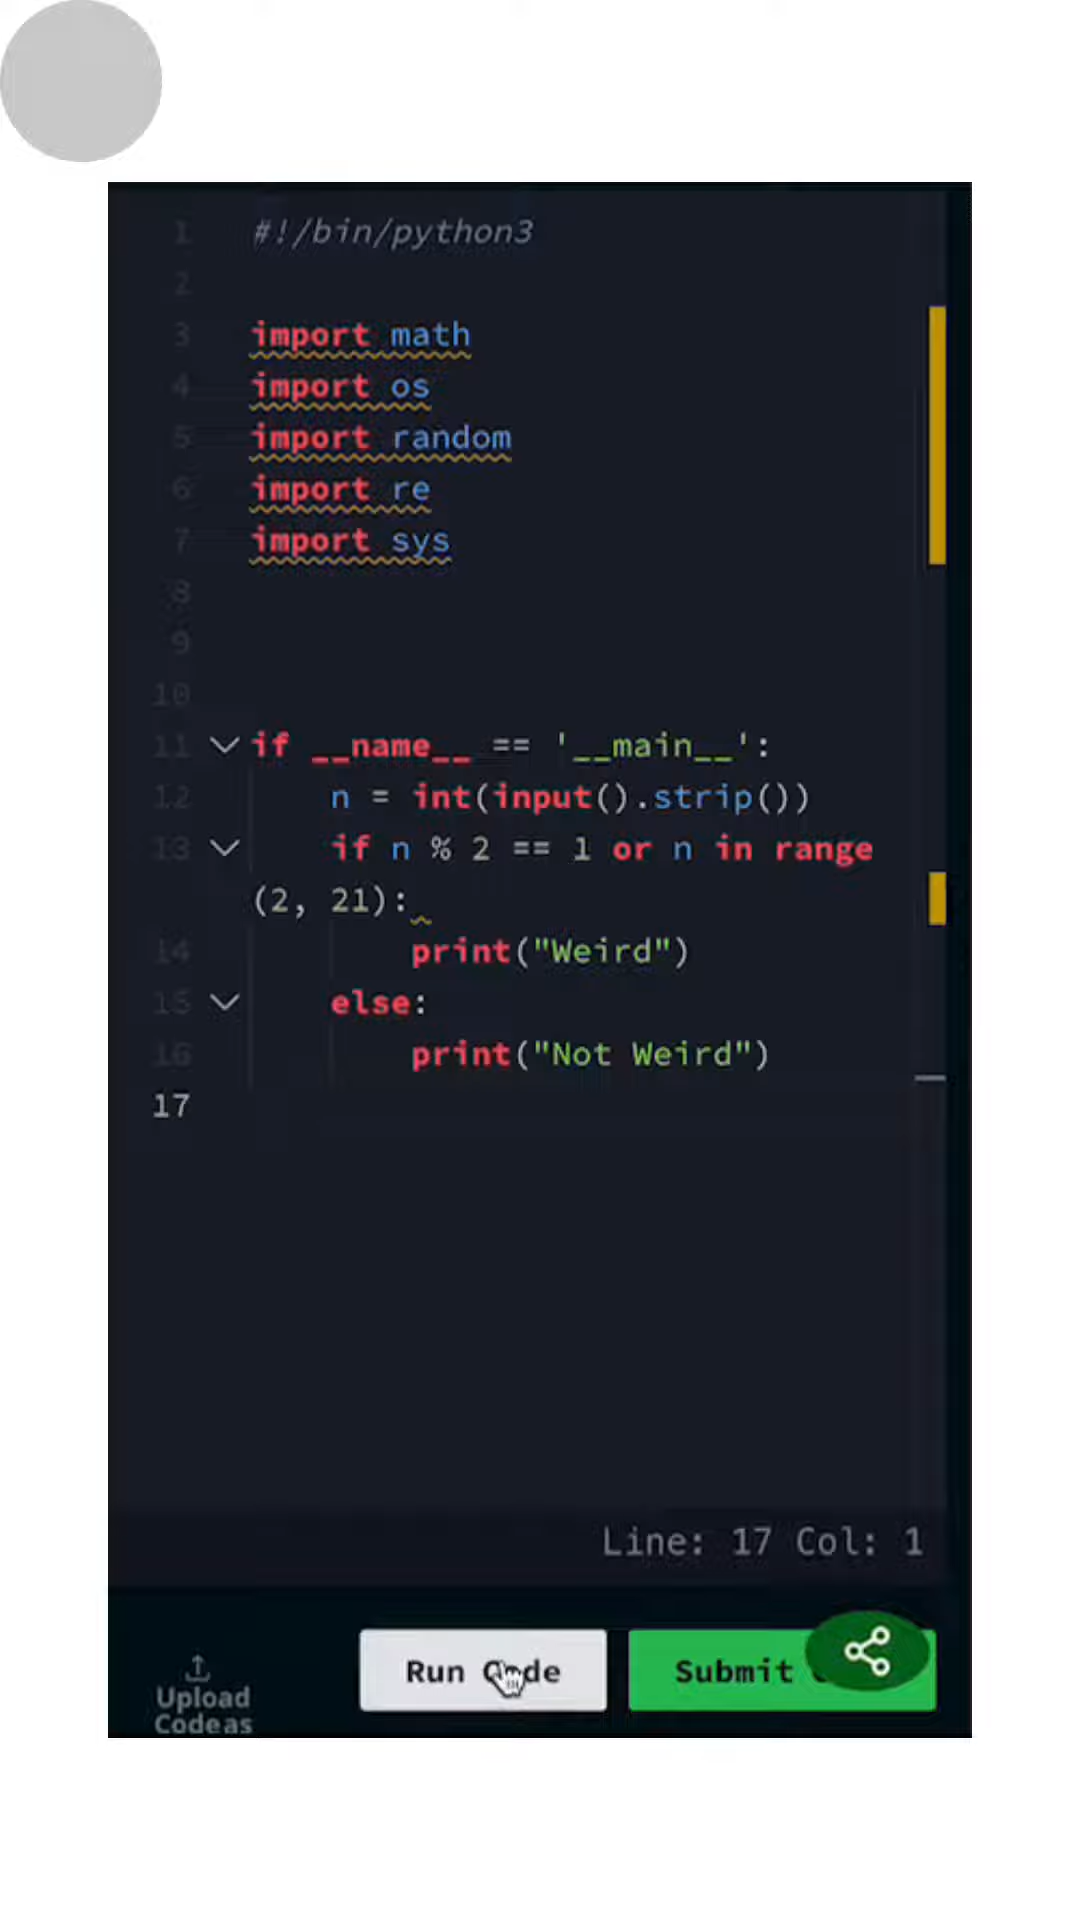 1 #!/bin/python3
2
3 import math
4 import os
5 import random
6 import re
7 import sys
8
9
10
11 if __name__ == '__main__':
12 n = int(input().strip())
13 if n % 2 == 1 or n in range
(2, 21):
14 print("Weird")
15 else:
16 print("Not Weird")
17
Line: 17 Col: 1
Upload
Codeas
Run Code
Submit